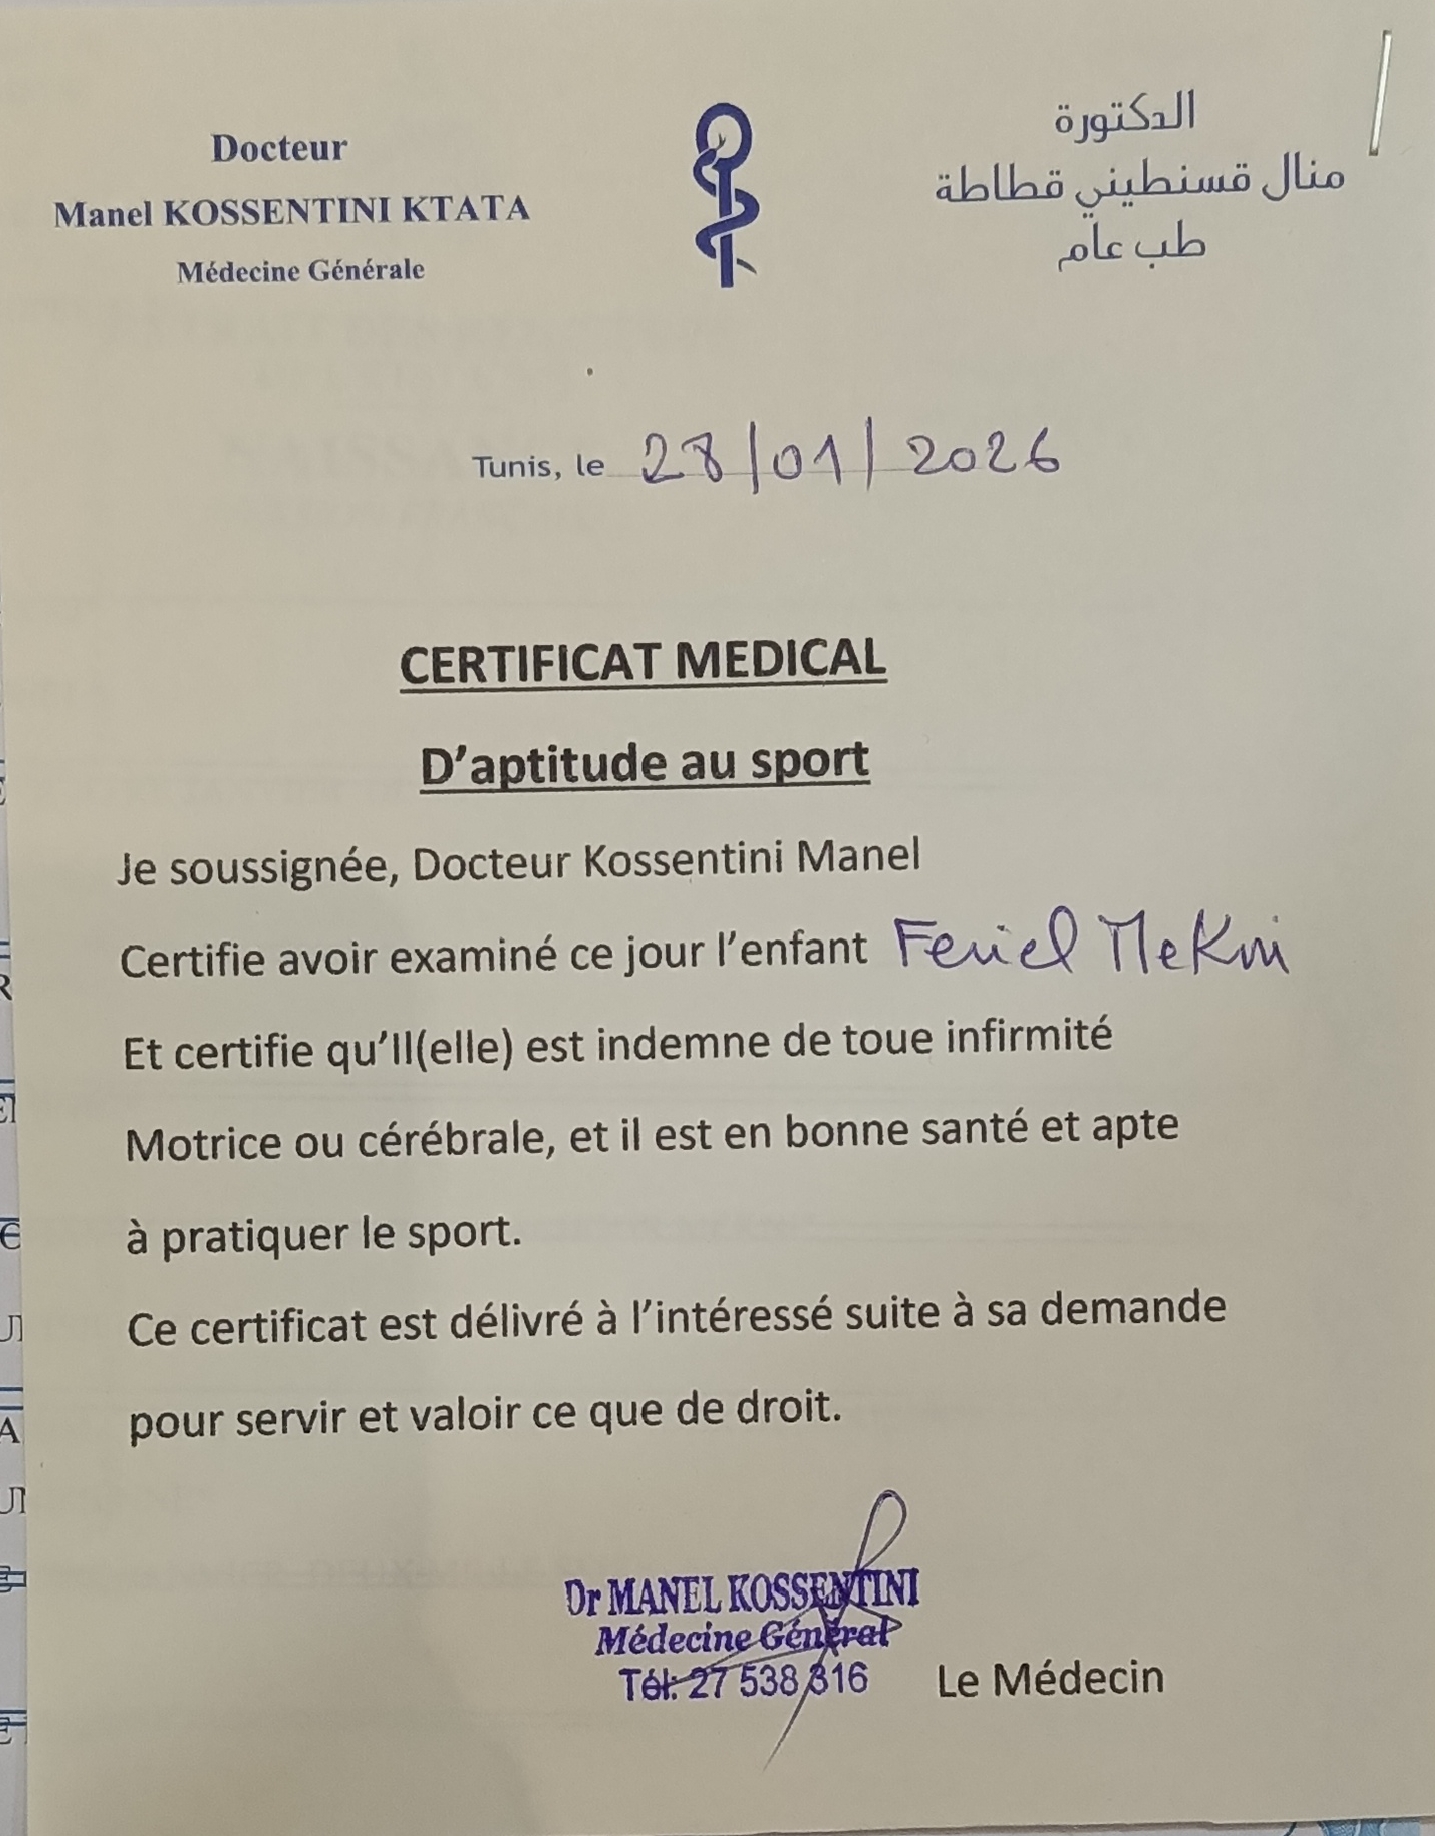 Docteur
Manel KOSSENTINI KTATA
Médecine Générale
الدكتورة
منال قسنطيني قطاطة
طب عام
Tunis, le 28/01/2026
CERTIFICAT MEDICAL
D'aptitude au sport
Je soussignée, Docteur Kossentini Manel
Certifie avoir examiné ce jour l'enfant Feriel Mekni
Et certifie qu'Il(elle) est indemne de toue infirmité
Motrice ou cérébrale, et il est en bonne santé et apte
à pratiquer le sport.
Ce certificat est délivré à l'intéressé suite à sa demande
pour servir et valoir ce que de droit.
Dr MANEL KOSSENTINI
Médecine Général
Tél: 27 538 316
Le Médecin